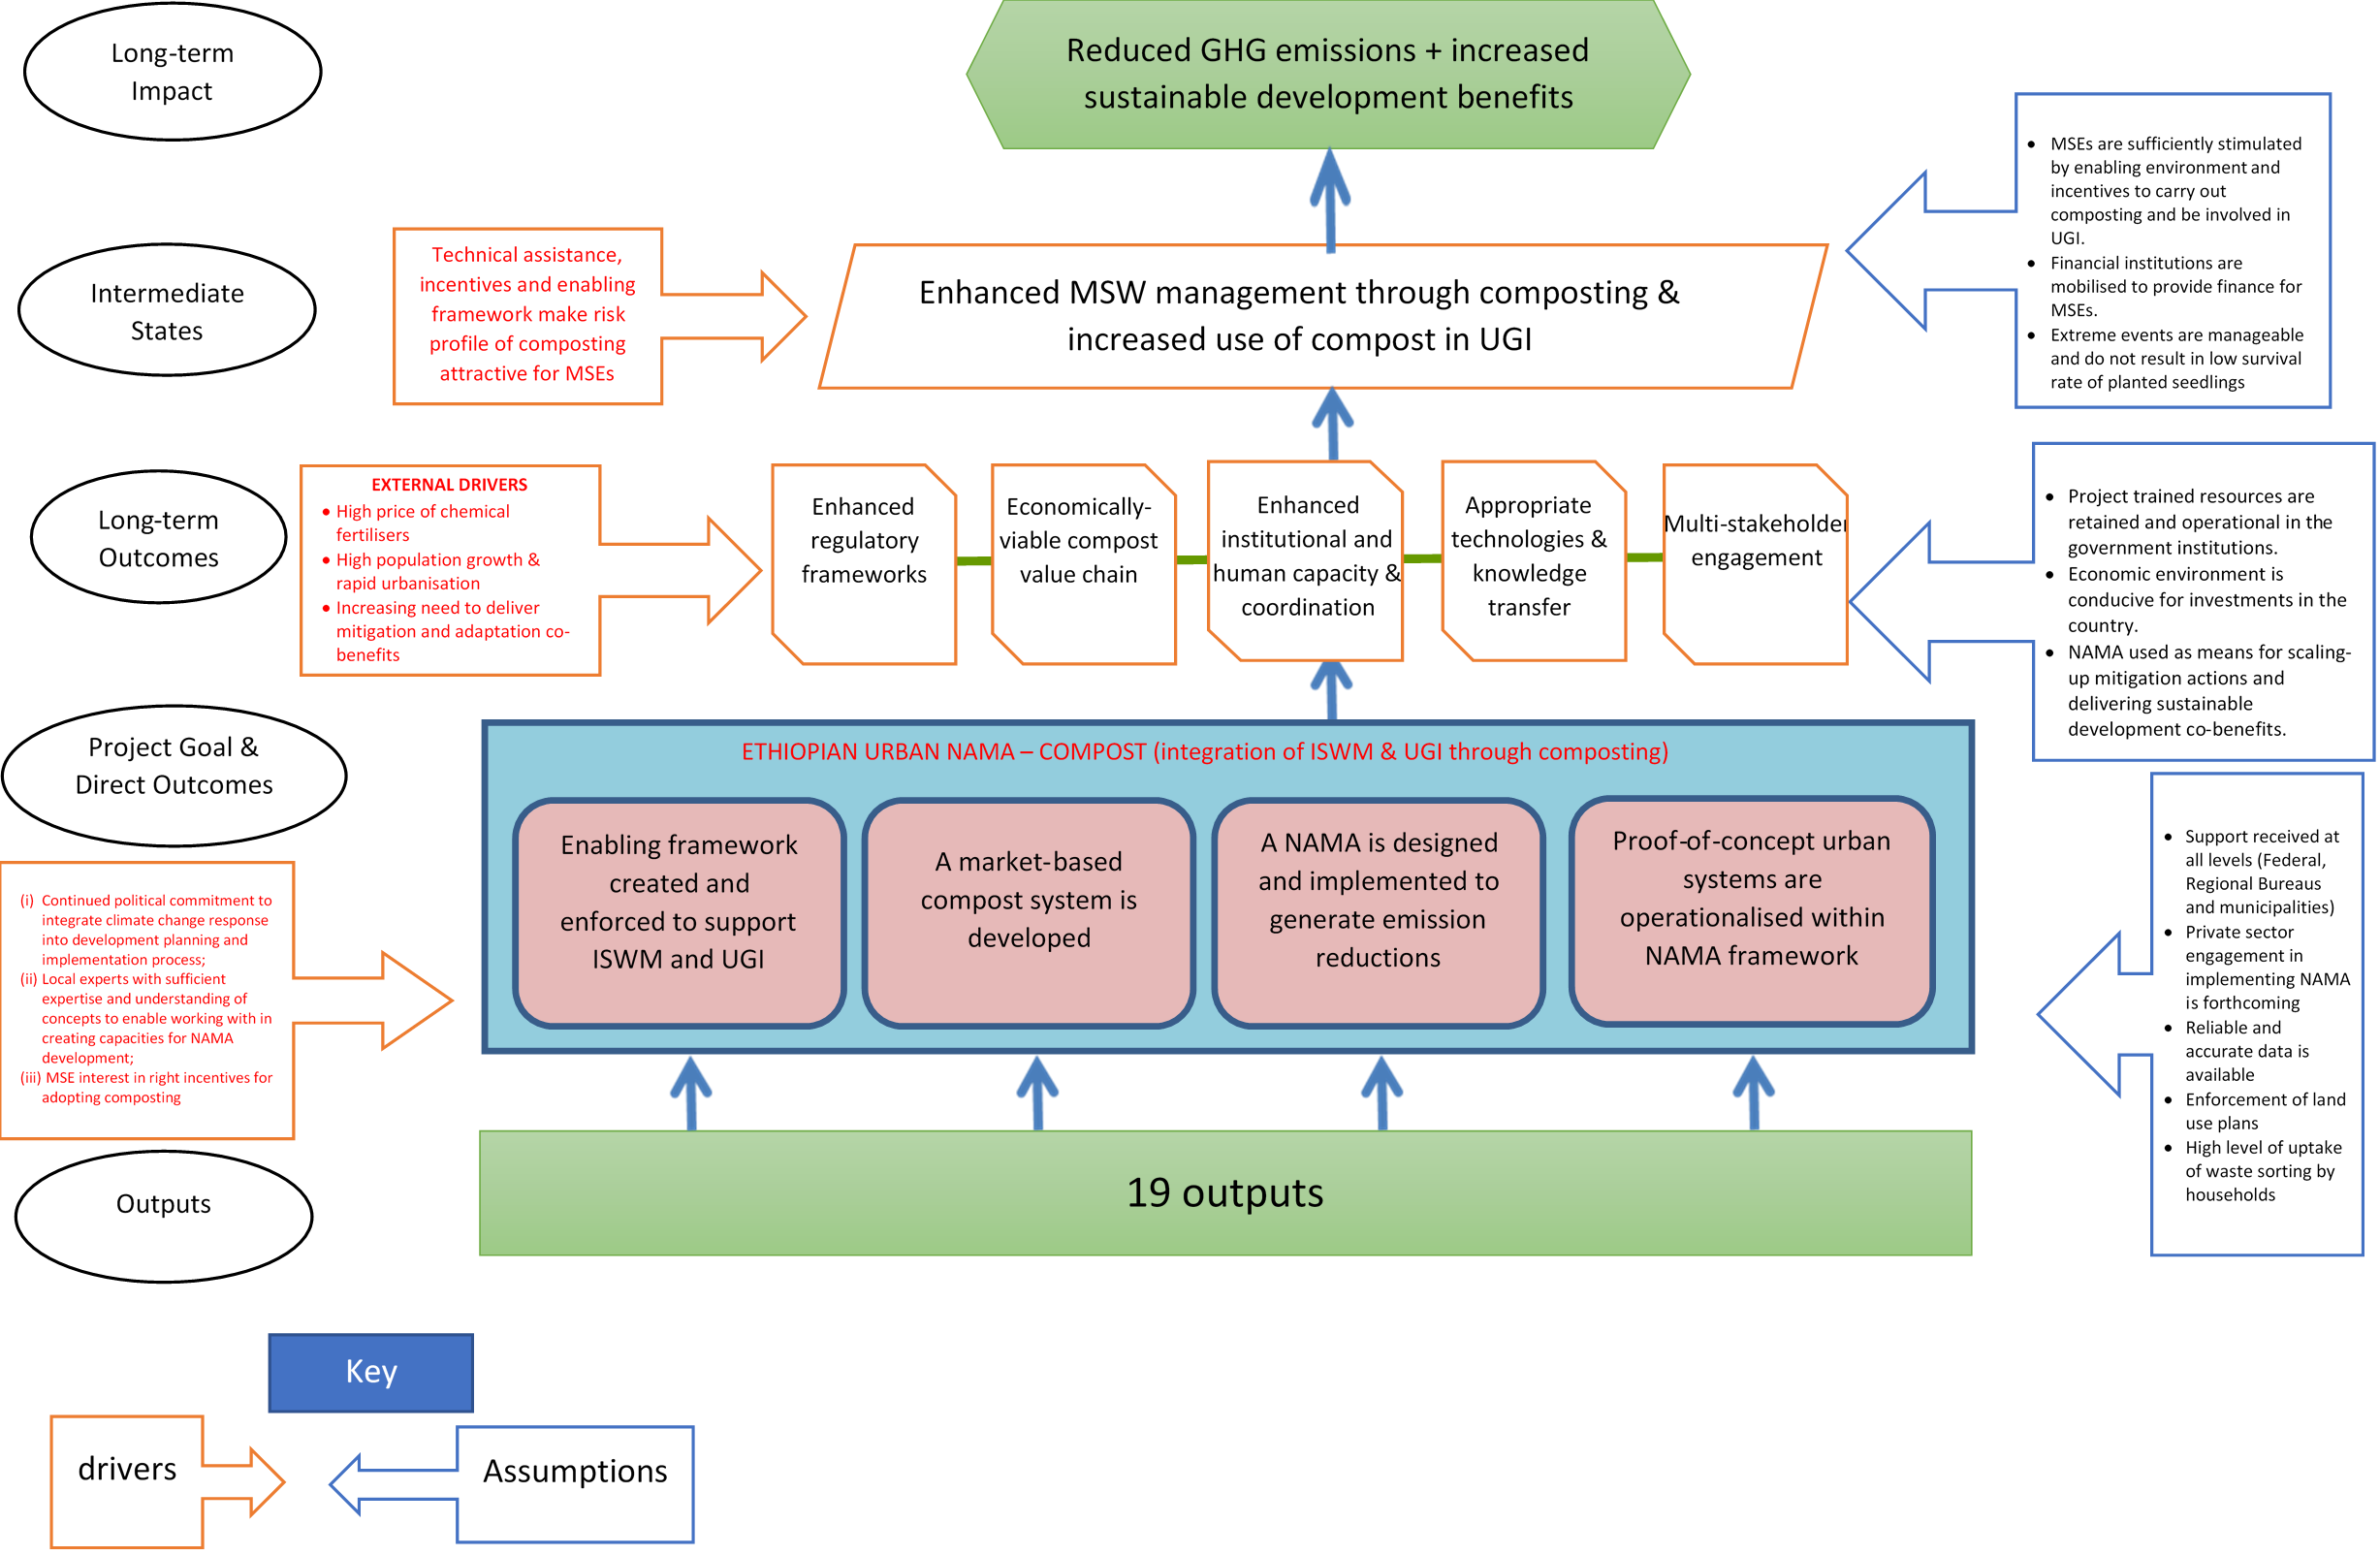 Long-term
Impact
Reduced GHG emissions + increased
sustainable development benefits
Intermediate
States
Technical assistance,
incentives and enabling
framework make risk
profile of composting
attractive for MSEs
Enhanced MSW management through composting &
increased use of compost in UGI
• MSEs are sufficiently stimulated
by enabling environment and
incentives to carry out
composting and be involved in
UGI.
• Financial institutions are
mobilised to provide finance for
MSEs.
• Extreme events are manageable
and do not result in low survival
rate of planted seedlings
Long-term
Outcomes
EXTERNAL DRIVERS
• High price of chemical
fertilisers
• High population growth &
rapid urbanisation
• Increasing need to deliver
mitigation and adaptation co-
benefits
Enhanced
regulatory
frameworks
Economically-
viable compost
value chain
Enhanced
institutional and
human capacity &
coordination
Appropriate
technologies &
knowledge
transfer
Multi-stakeholder
engagement
• Project trained resources are
retained and operational in the
government institutions.
• Economic environment is
conducive for investments in the
country.
• NAMA used as means for scaling-
up mitigation actions and
delivering sustainable
development co-benefits.
Project Goal &
Direct Outcomes
ETHIOPIAN URBAN NAMA – COMPOST (integration of ISWM & UGI through composting)
Enabling framework
created and
enforced to support
ISWM and UGI
A market-based
compost system is
developed
A NAMA is designed
and implemented to
generate emission
reductions
Proof-of-concept urban
systems are
operationalised within
NAMA framework
(i) Continued political commitment to
integrate climate change response
into development planning and
implementation process;
(ii) Local experts with sufficient
expertise and understanding of
concepts to enable working with in
creating capacities for NAMA
development;
(iii) MSE interest in right incentives for
adopting composting
• Support received at
all levels (Federal,
Regional Bureaus
and municipalities)
• Private sector
engagement in
implementing NAMA
is forthcoming
• Reliable and
accurate data is
available
• Enforcement of land
use plans
• High level of uptake
of waste sorting by
households
Outputs
19 outputs
Key
drivers
Assumptions